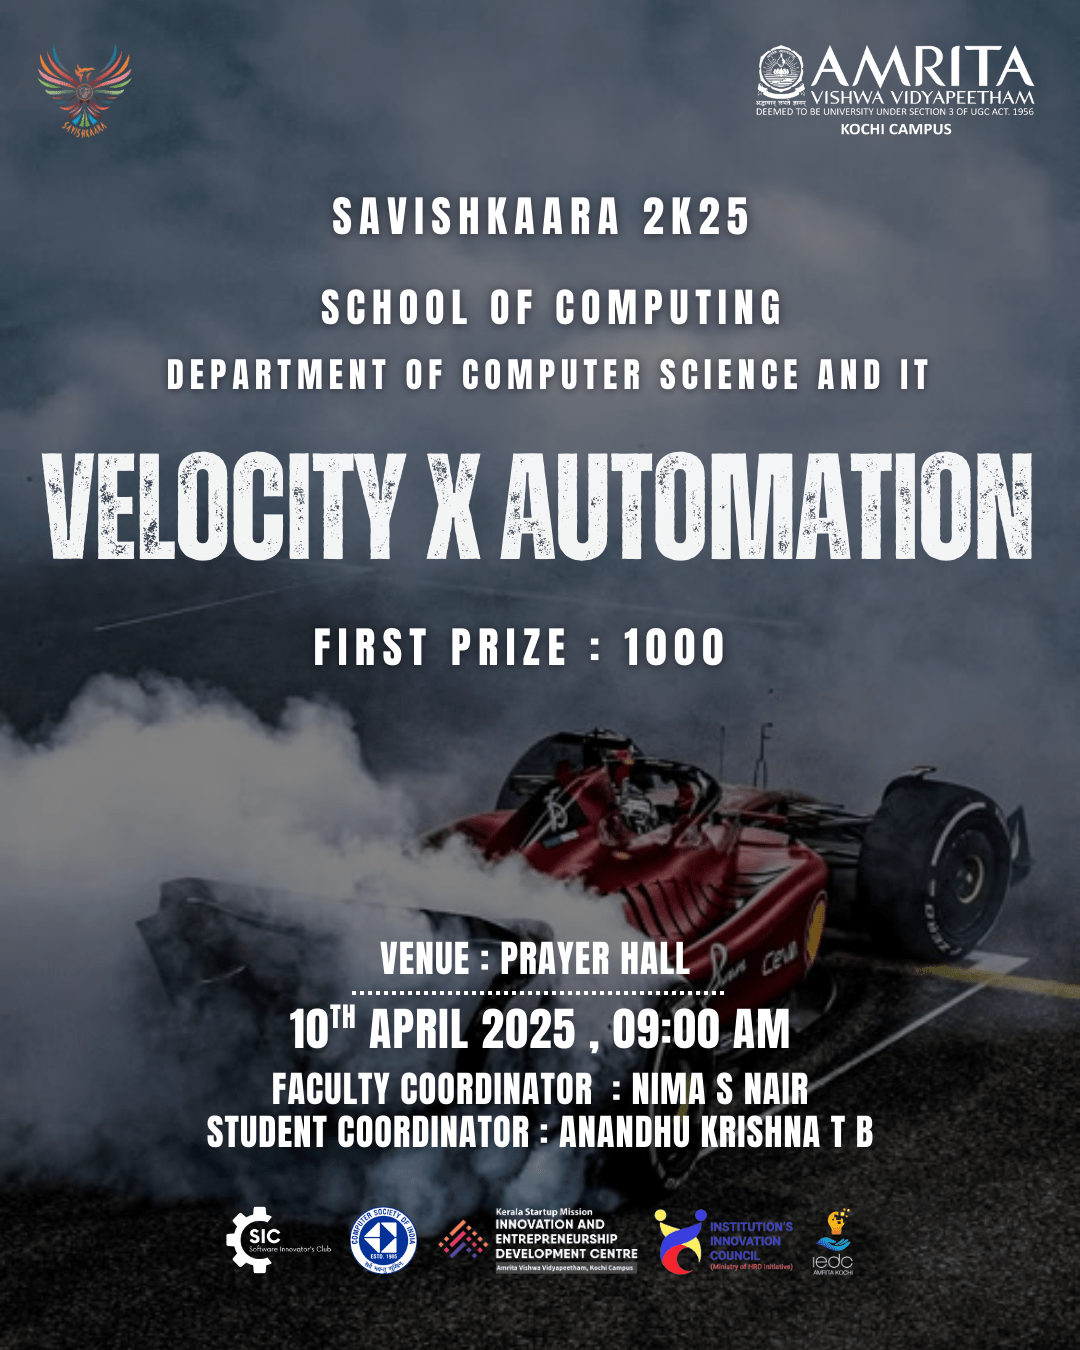 SAVISHKAARA
AMRITA
VISHWA VIDYAPEETHAM
DEEMED TO BE UNIVERSITY UNDER SECTION 3 OF UGC ACT. 1956
KOCHI CAMPUS
SAVISHKAARA 2K25
SCHOOL OF COMPUTING
DEPARTMENT OF COMPUTER SCIENCE AND IT
VELOCITY X AUTOMATION
FIRST PRIZE : 1000
VENUE : PRAYER HALL
10TH APRIL 2025 , 09:00 AM
FACULTY COORDINATOR : NIMA S NAIR
STUDENT COORDINATOR : ANANDHU KRISHNA T B
SIC
Software Innovator's Club
COMPUTER SOCIETY OF INDIA
ESTD. 1965
Kerala Startup Mission
INNOVATION AND
ENTREPRENEURSHIP
DEVELOPMENT CENTRE
Amrita Vishwa Vidyapeetham, Kochi Campus
INSTITUTION'S
INNOVATION
COUNCIL
(Ministry of HRD Initiative)
iedc
AMRITA KOCHI